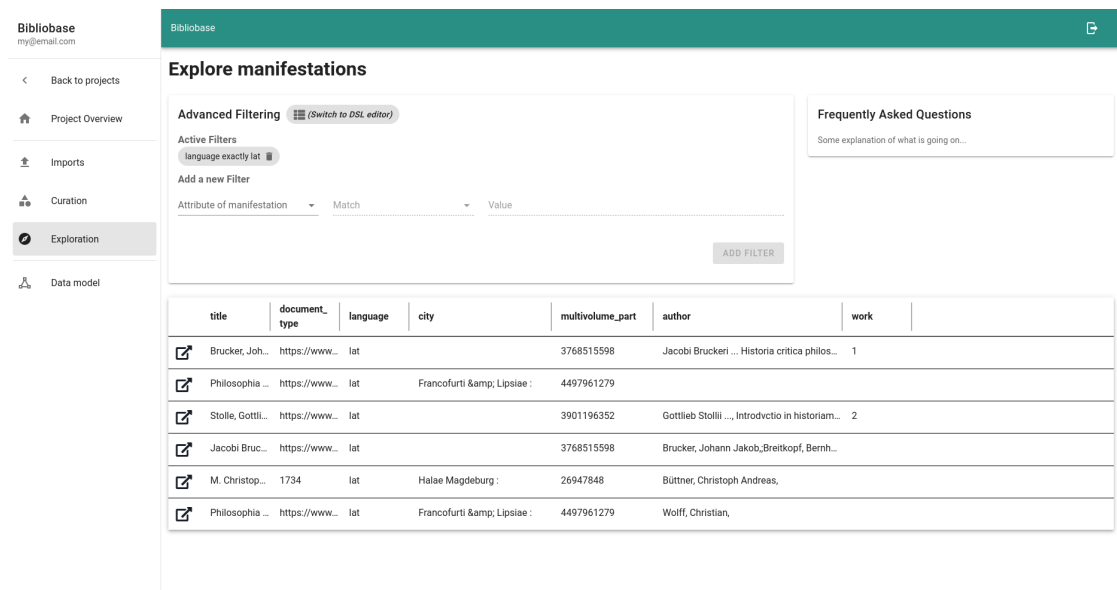 Bibliobase
my@email.com
Back to projects
Project Overview
Imports
Curation
Exploration
Data model
Bibliobase
Explore manifestations
Advanced Filtering (Switch to DSL editor)
Active Filters
language exactly lat
Add a new Filter
Attribute of manifestation Match Value
ADD FILTER
Frequently Asked Questions
Some explanation of what is going on...
title document_type language city multivolume_part author work
Brucker, Joh... https://www... lat 3768515598 Jacobi Bruckeri ... Historia critica philos... 1
Philosophia ... https://www... lat Francofurti &amp; Lipsiae : 4497961279
Stolle, Gottli... https://www... lat 3901196352 Gottlieb Stollii ..., Introdvctio in historiam... 2
Jacobi Bruc... https://www... lat 3768515598 Brucker, Johann Jakob,;Breitkopf, Bernh...
M. Christop... 1734 lat Halae Magdeburg : 26947848 Büttner, Christoph Andreas,
Philosophia ... https://www... lat Francofurti &amp; Lipsiae : 4497961279 Wolff, Christian,